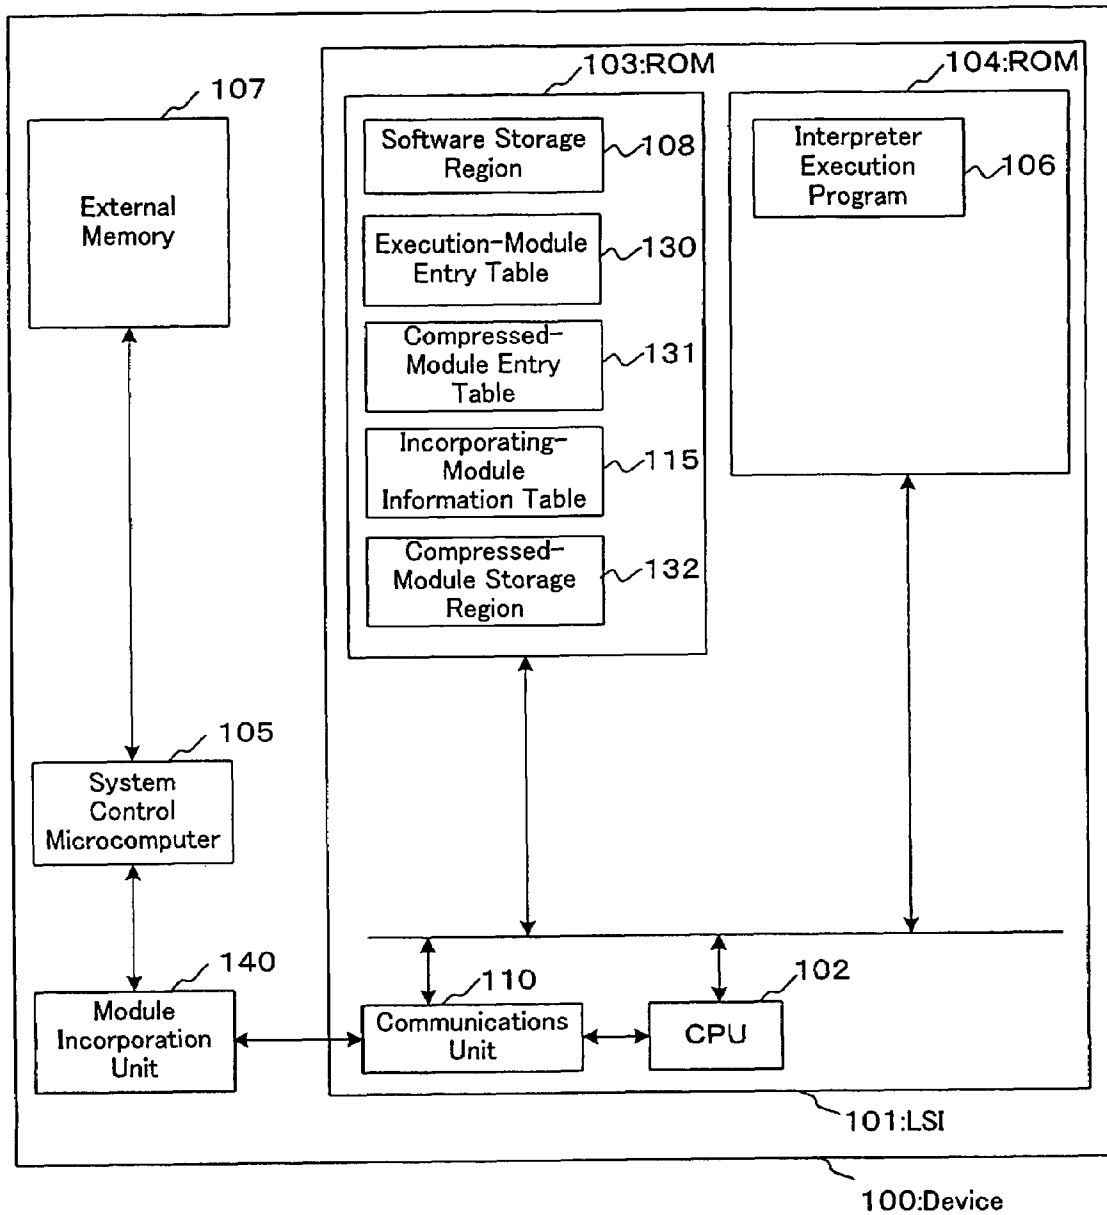 103:ROM
104:ROM
107
External
Memory
Software Storage
Region
108
Interpreter
Execution
Program
106
Execution-Module
Entry Table
130
Compressed-
Module Entry
Table
131
Incorporating-
Module
Information Table
115
Compressed-
Module Storage
Region
132
105
System
Control
Microcomputer
140
Module
Incorporation
Unit
110
Communications
Unit
102
CPU
101:LSI
100:Device